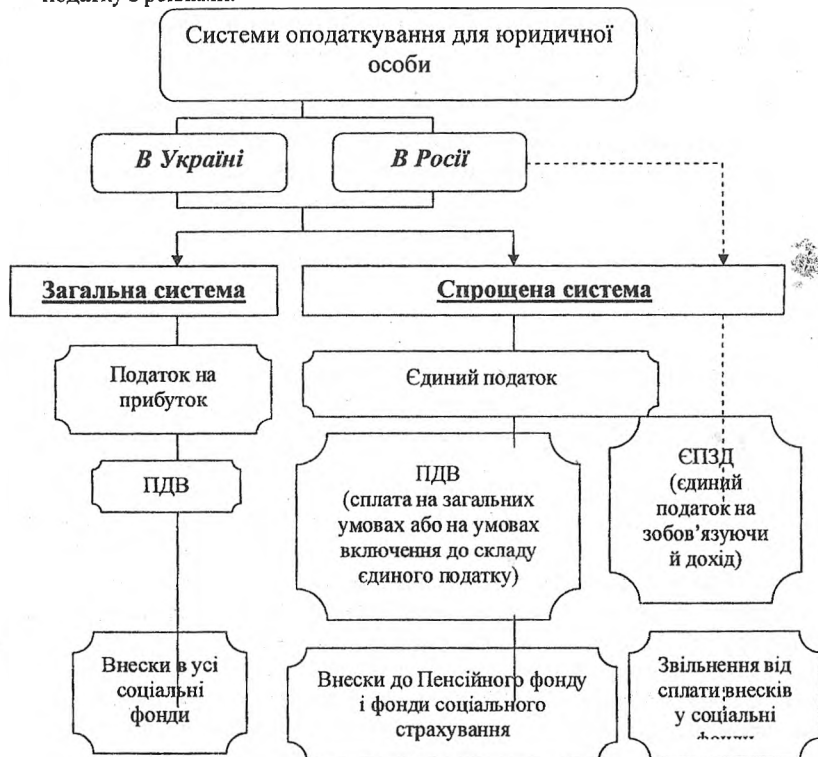 Системи оподаткування для юридичної
особи
В Україні
В Росії
Загальна система
Спрощена система
Податок на
прибуток
Єдиний податок
ПДВ
ПДВ
(сплата на загальних
умовах або на умовах
включення до складу
єдиного податку)
ЄПЗД
(єдиний
податок на
зобов’язуючи
й дохід)
Внески в усі
соціальні
фонди
Внески до Пенсійного фонду
і фонди соціального
страхування
Звільнення від
сплати внесків
у соціальні